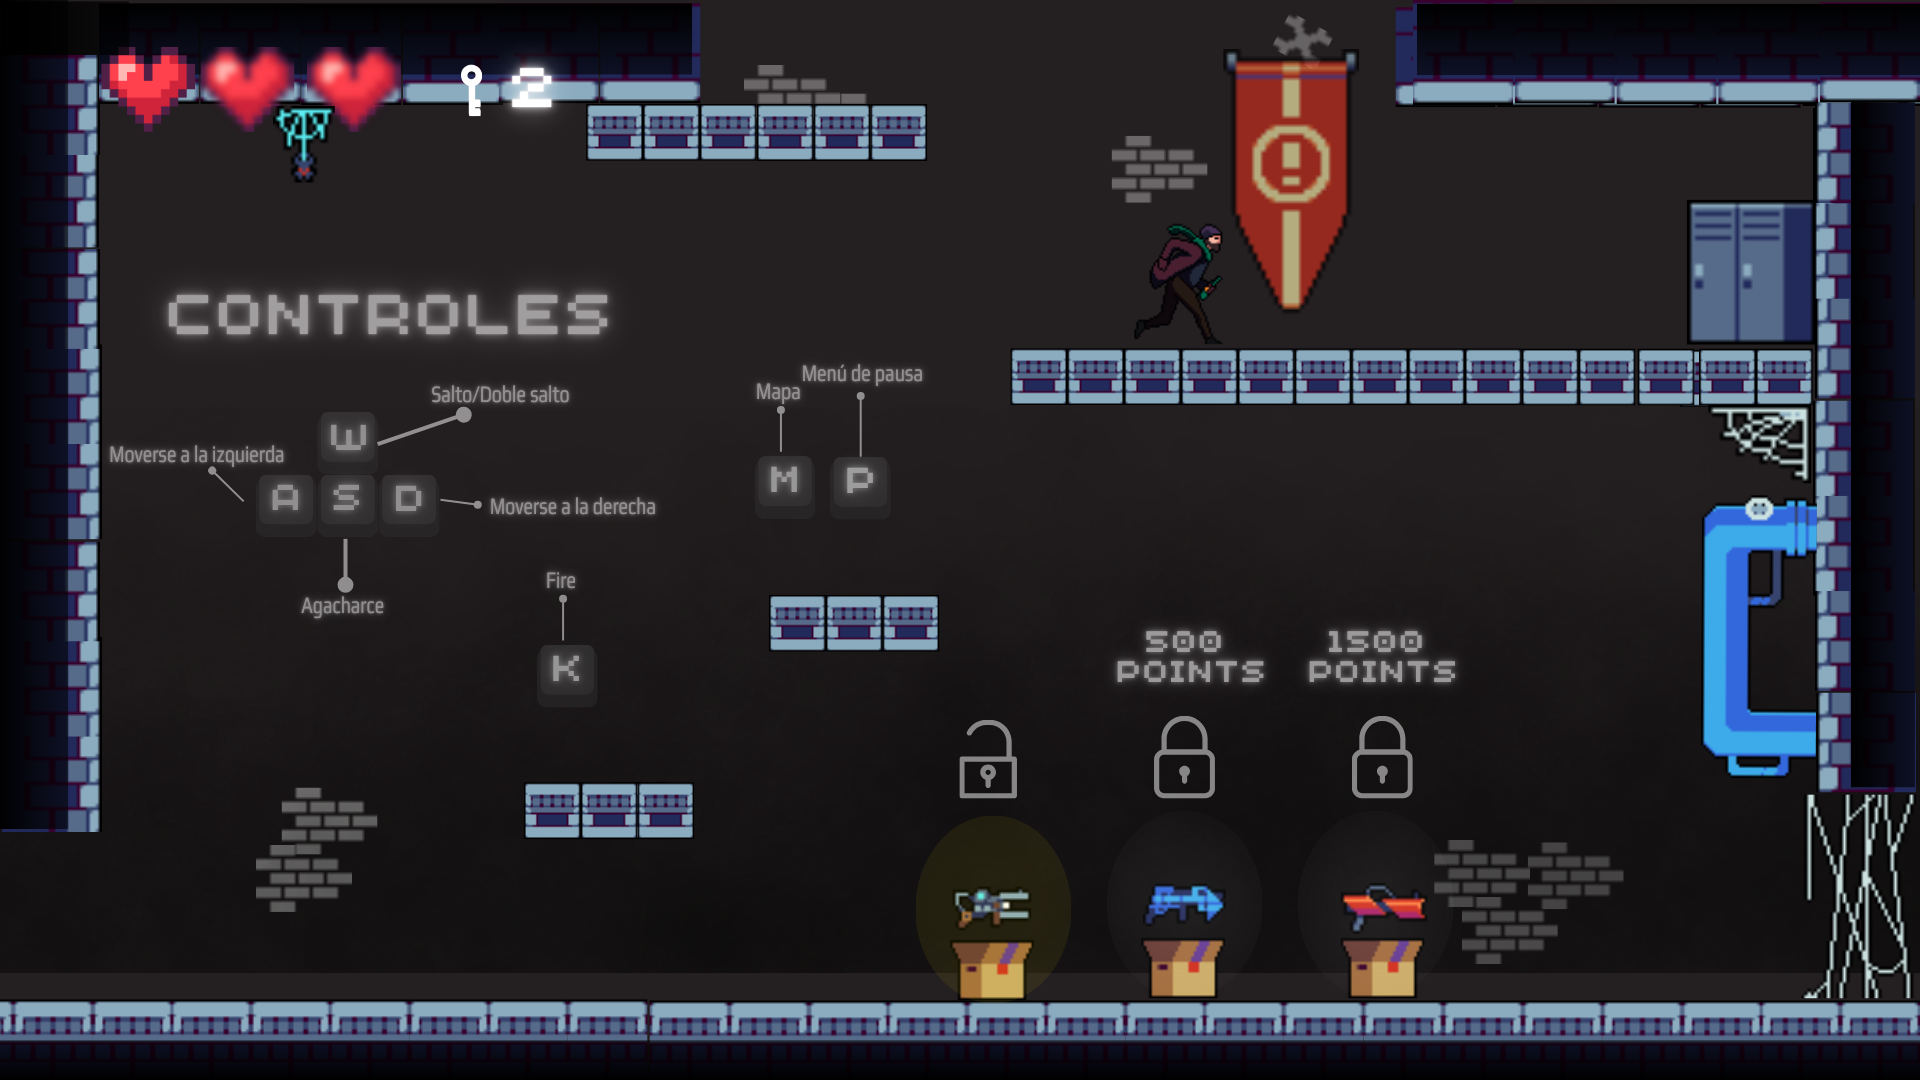 2
CONTROLES
Salto/Doble salto
Moverse a la izquierda
W
A S D
Moverse a la derecha
Agacharce
Mapa
Menú de pausa
M P
Fire
K
500
POINTS
1500
POINTS